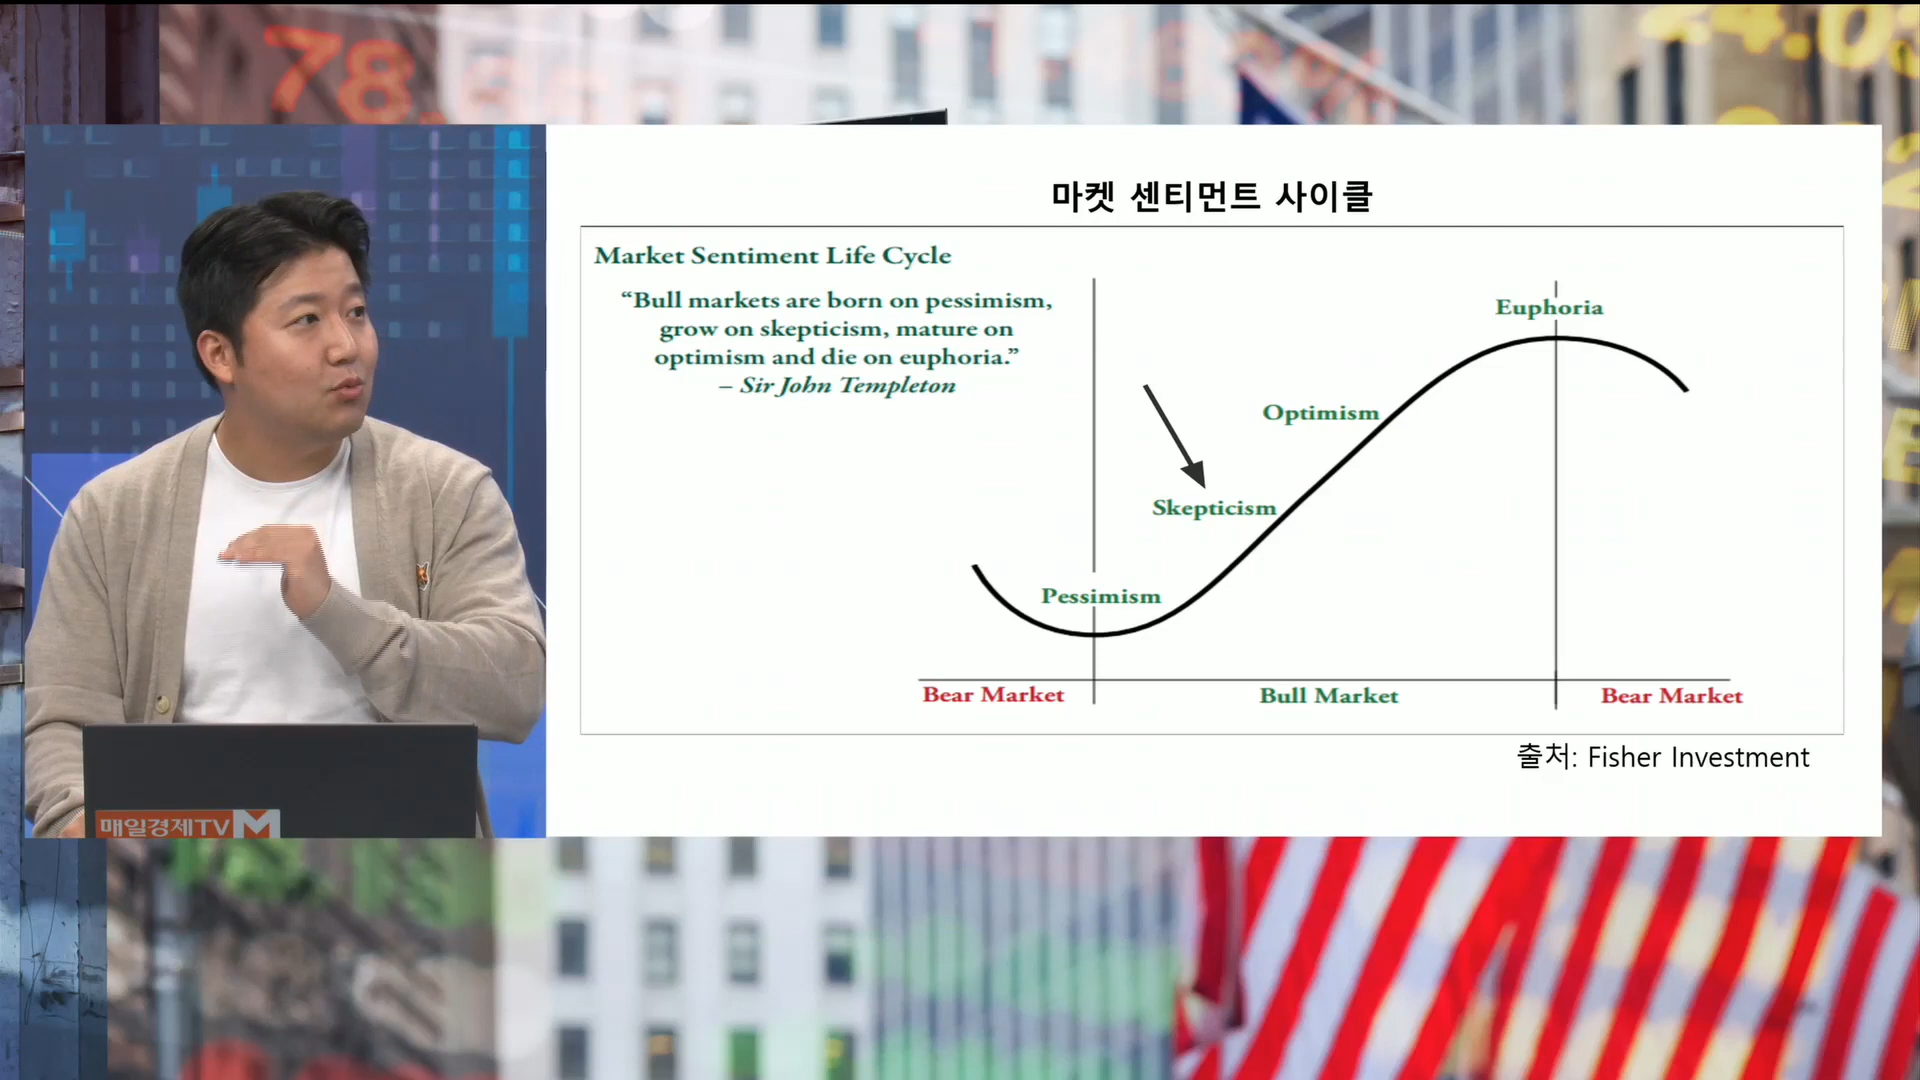 마켓 센티먼트 사이클
Market Sentiment Life Cycle
“Bull markets are born on pessimism,
grow on skepticism, mature on
optimism and die on euphoria.”
– Sir John Templeton
Euphoria
Optimism
Skepticism
Pessimism
Bear Market
Bull Market
Bear Market
출처: Fisher Investment
매일경제TV M